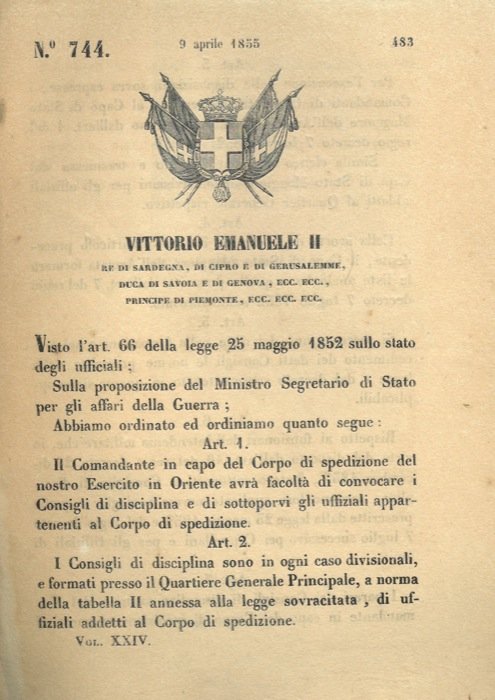 N.º 744.
9 aprile 1855
483
VITTORIO EMANUELE II
RE DI SARDEGNA, DI CIPRO E DI GERUSALEMME,
DUCA DI SAVOIA E DI GENOVA, ECC. ECC.,
PRINCIPE DI PIEMONTE, ECC. ECC. ECC.
Visto l'art. 66 della legge 25 maggio 1852 sullo stato
degli ufficiali;
Sulla proposizione del Ministro Segretario di Stato
per gli affari della Guerra;
Abbiamo ordinato ed ordiniamo quanto segue:
Art. 1.
Il Comandante in capo del Corpo di spedizione del
nostro Esercito in Oriente avrà facoltà di convocare i
Consigli di disciplina e di sottoporvi gli uffiziali appar-
tenenti al Corpo di spedizione.
Art. 2.
I Consigli di disciplina sono in ogni caso divisionali,
e formati presso il Quartiere Generale Principale, a norma
della tabella II annessa alla legge sovracitata, di uf-
fiziali addetti al Corpo di spedizione.
VOL. XXIV.